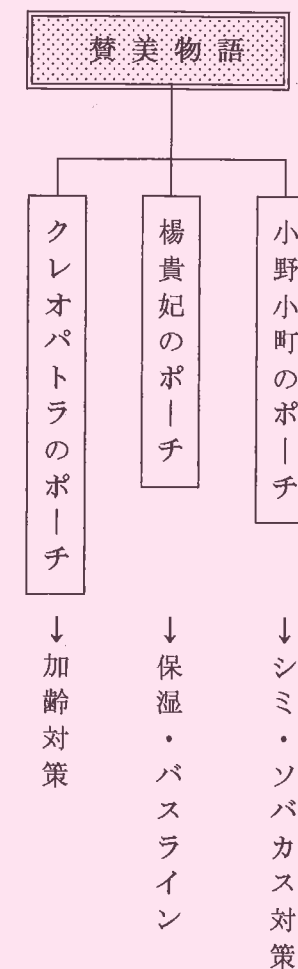 賛美物語
小野小町のポーチ
↓シミ・ソバカス対策
楊貴妃のポーチ
↓保湿・バスライン
クレオパトラのポーチ
↓加齢対策